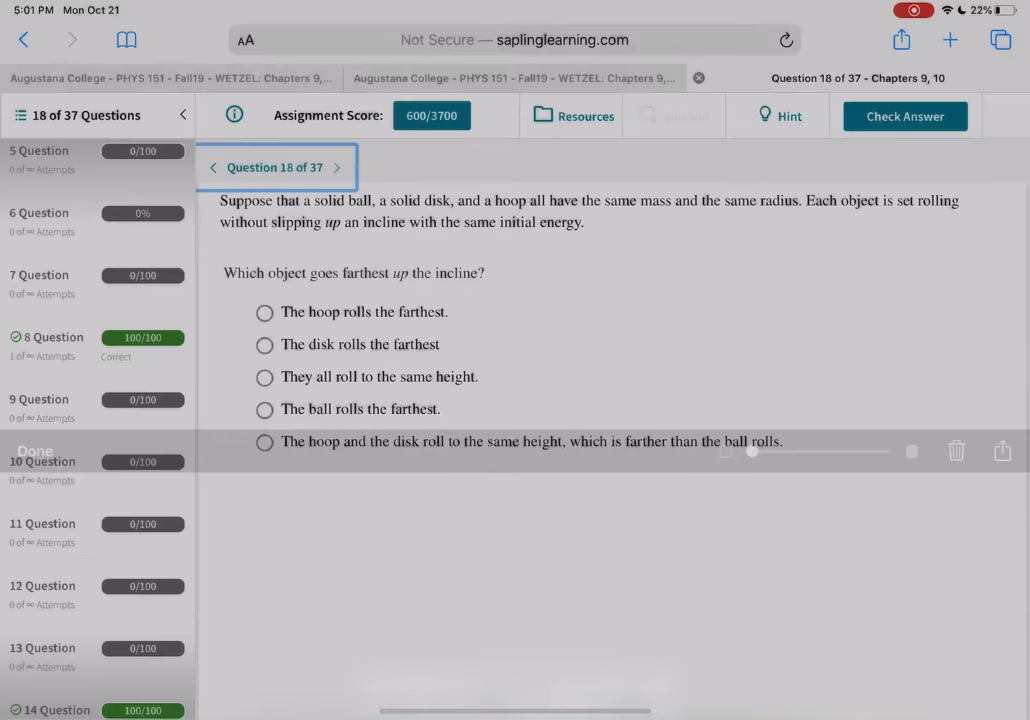 5:01 PM Mon Oct 21
22%
AA
Not Secure — saplinglearning.com
Augustana College - PHYS 151 - Fall19 - WETZEL: Chapters 9,...
Augustana College - PHYS 151 - Fall19 - WETZEL: Chapters 9,...
Question 18 of 37 - Chapters 9, 10
18 of 37 Questions
Assignment Score:
600/3700
Resources
Hint
Check Answer
5 Question
0/100
0 of ∞ Attempts
6 Question
0%
0 of ∞ Attempts
7 Question
0/100
0 of ∞ Attempts
8 Question
100/100
1 of ∞ Attempts
Correct
9 Question
0/100
0 of ∞ Attempts
Done
10 Question
0/100
0 of ∞ Attempts
11 Question
0/100
0 of ∞ Attempts
12 Question
0/100
0 of ∞ Attempts
13 Question
0/100
0 of ∞ Attempts
14 Question
100/100
Question 18 of 37
Suppose that a solid ball, a solid disk, and a hoop all have the same mass and the same radius. Each object is set rolling
without slipping up an incline with the same initial energy.
Which object goes farthest up the incline?
The hoop rolls the farthest.
The disk rolls the farthest
They all roll to the same height.
The ball rolls the farthest.
The hoop and the disk roll to the same height, which is farther than the ball rolls.